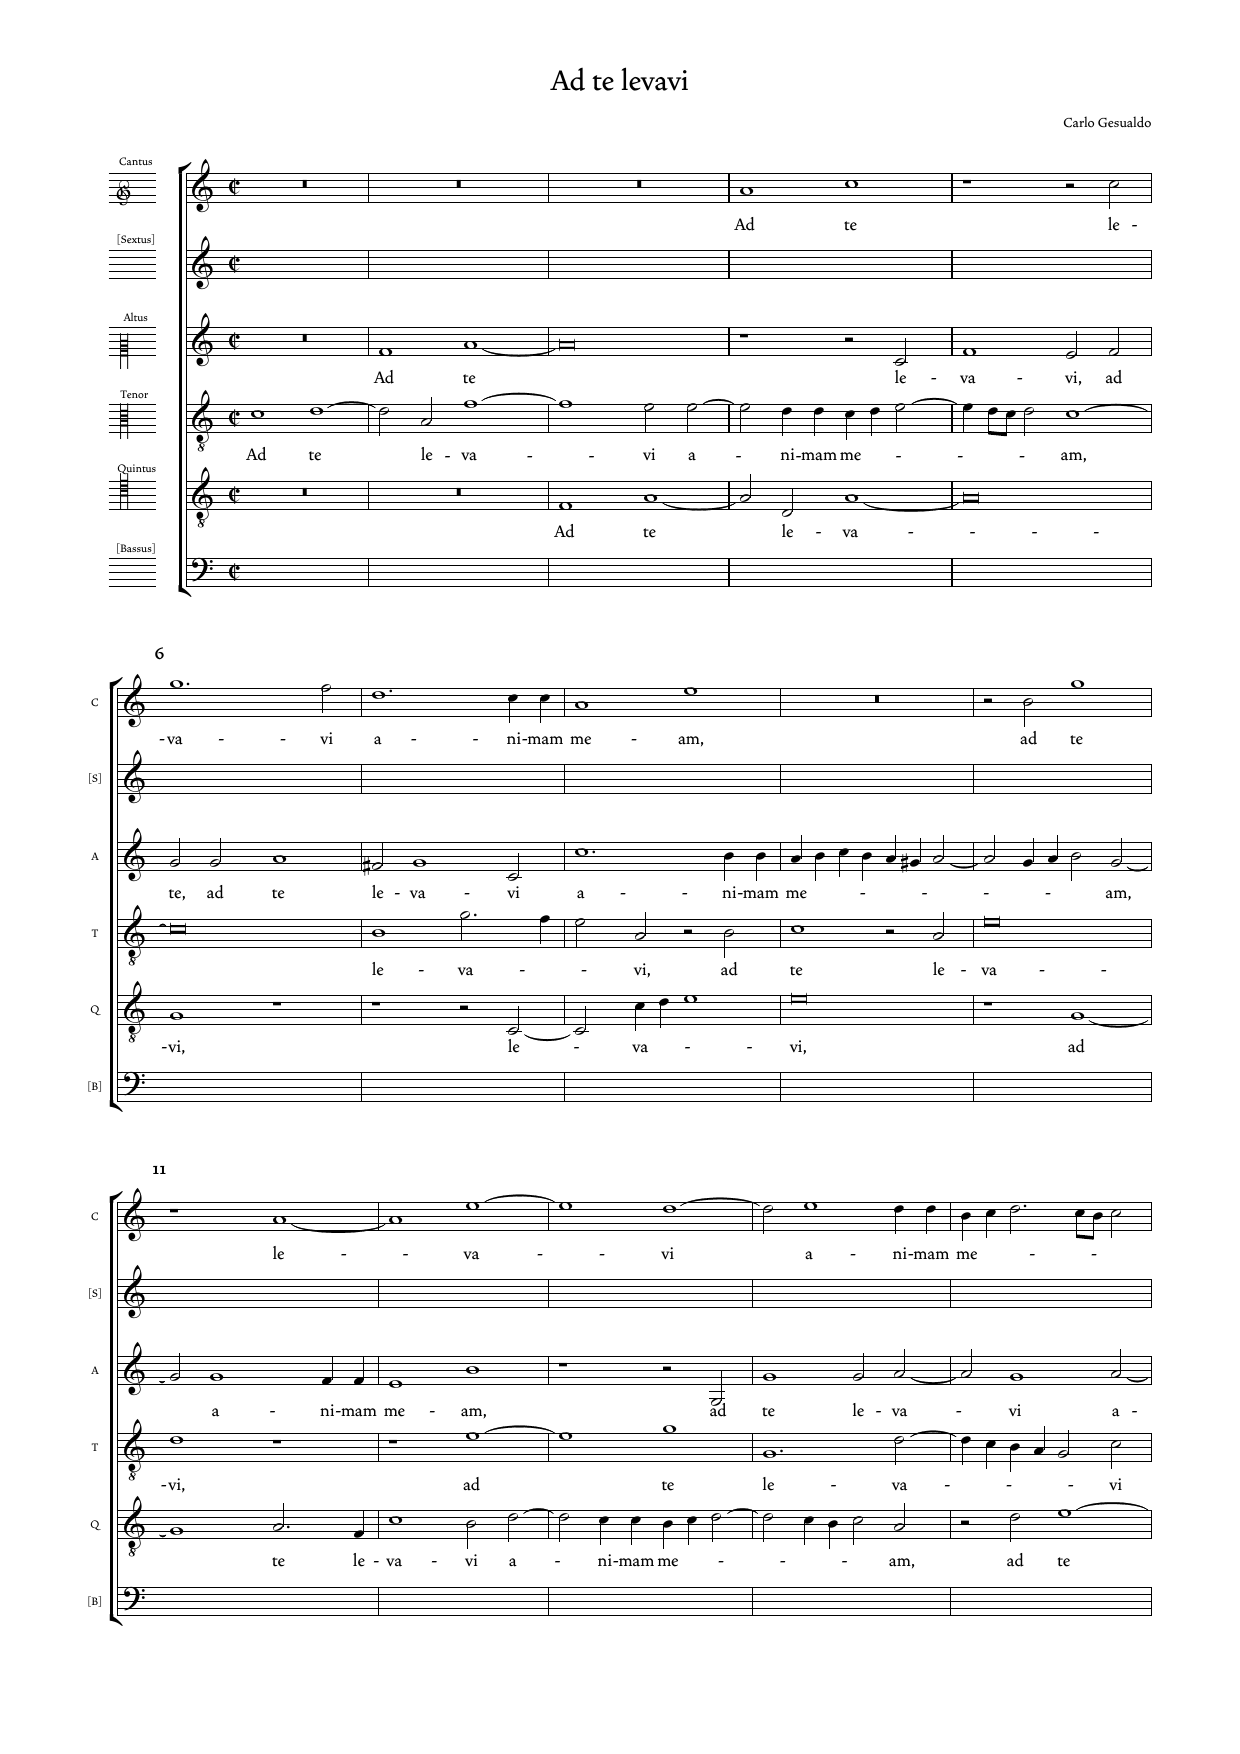 Ad te levavi
Carlo Gesualdo
Cantus
Ad te le -
[Sextus]
Altus
Ad te le - va - vi, ad
Tenor
Ad te le - va - - vi a - ni-mam me - - - am,
Quintus
Ad te le - va - - - -
[Bassus]
6
C
-va - - vi a - - ni-mam me - am, ad te
[S]
A
te, ad te le - va - vi a - - ni-mam me - - - - - am,
T
le - va - - vi, ad te le - va - -
Q
-vi, le - va - - vi, ad
[B]
11
C
le - - va - - vi a - ni-mam me - - -
[S]
A
a - ni-mam me - am, ad te le - va - vi a -
T
-vi, ad te le - va - - - vi
Q
te le - va - vi a - ni-mam me - - - am, ad te
[B]